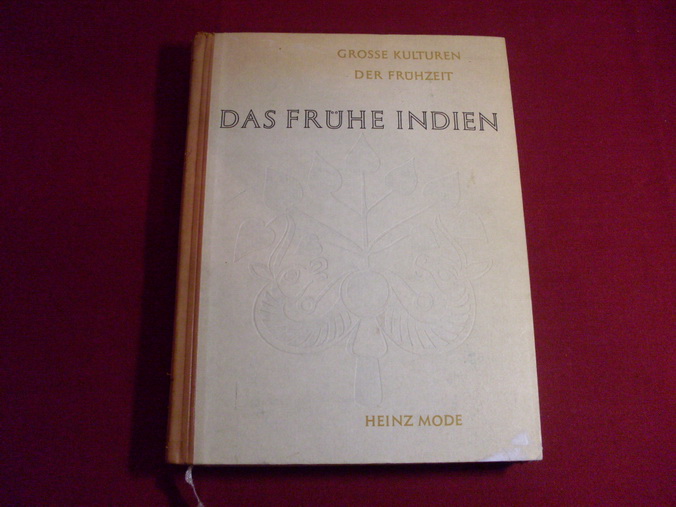 GROSSE KULTUREN
DER FRÜHZEIT
DAS FRÜHE INDIEN
HEINZ MODE